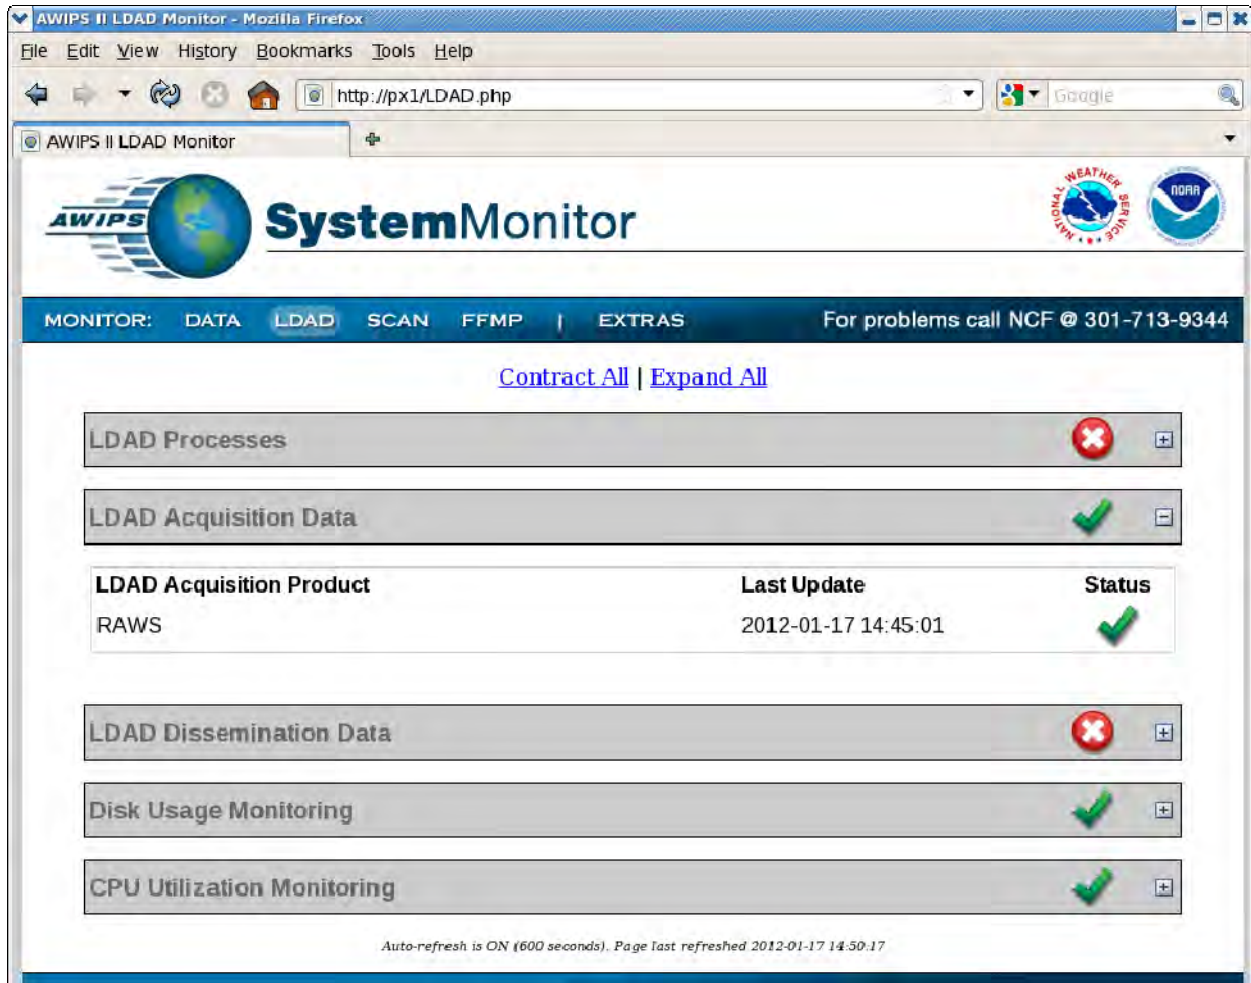 AWIPS II LDAD Monitor - Mozilla Firefox
File Edit View History Bookmarks Tools Help
http://px1/LDAD.php
Google
AWIPS II LDAD Monitor
AWIPS
SystemMonitor
NATIONAL WEATHER SERVICE
NOAA
MONITOR: DATA LDAD SCAN FFMP | EXTRAS For problems call NCF @ 301-713-9344
Contract All | Expand All
LDAD Processes
LDAD Acquisition Data
LDAD Acquisition Product Last Update Status
RAWS 2012-01-17 14:45:01
LDAD Dissemination Data
Disk Usage Monitoring
CPU Utilization Monitoring
Auto-refresh is ON (600 seconds). Page last refreshed 2012-01-17 14:50:17